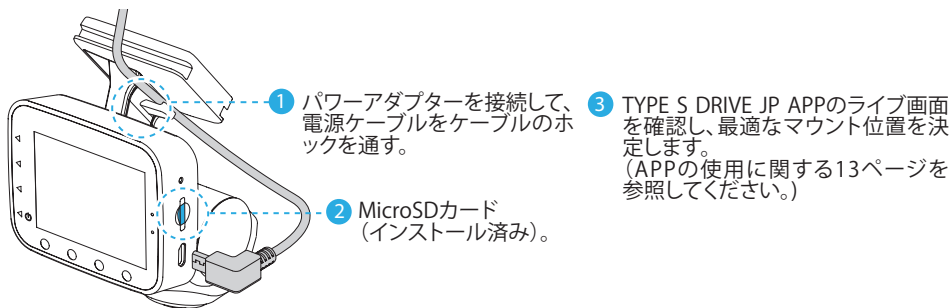 1 パワーアダプターを接続して、
電源ケーブルをケーブルのホ
ックを通す。
2 MicroSDカード
（インストール済み）。
3 TYPE S DRIVE JP APPのライブ画面
を確認し、最適なマウント位置を決
定します。
（APPの使用に関する13ページを
参照してください。)